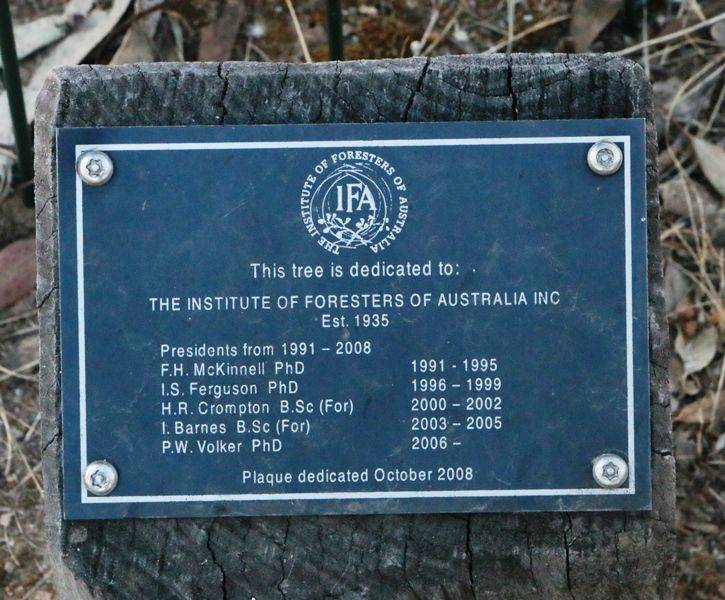 THE INSTITUTE OF FORESTERS OF AUSTRALIA
IFA
This tree is dedicated to:
THE INSTITUTE OF FORESTERS OF AUSTRALIA INC
Est. 1935
Presidents from 1991 – 2008
F.H. McKinnell PhD 1991 - 1995
I.S. Ferguson PhD 1996 – 1999
H.R. Crompton B.Sc (For) 2000 – 2002
I. Barnes B.Sc (For) 2003 – 2005
P.W. Volker PhD 2006 –
Plaque dedicated October 2008